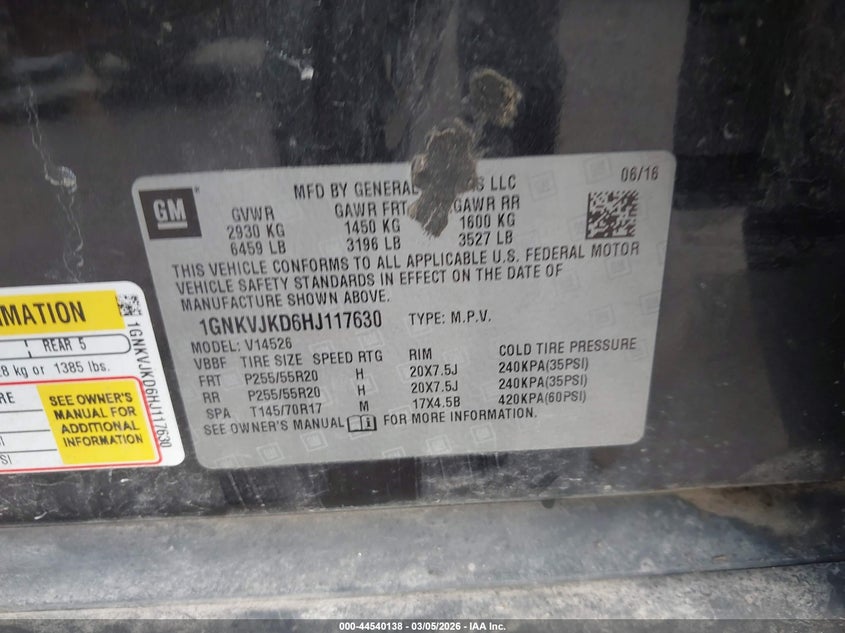 GM
MFD BY GENERAL LLC
06/16
GVWR GAWR FRT GAWR RR
2930 KG 1450 KG 1600 KG
6459 LB 3196 LB 3527 LB
THIS VEHICLE CONFORMS TO ALL APPLICABLE U.S. FEDERAL MOTOR
VEHICLE SAFETY STANDARDS IN EFFECT ON THE DATE OF
MANUFACTURE SHOWN ABOVE.
1GNKVJKD6HJ117630 TYPE: M.P.V.
MODEL: V14526
VBBF TIRE SIZE SPEED RTG RIM COLD TIRE PRESSURE
FRT P255/55R20 H 20X7.5J 240KPA(35PSI)
RR P255/55R20 H 20X7.5J 240KPA(35PSI)
SPA T145/70R17 M 17X4.5B 420KPA(60PSI)
SEE OWNER'S MANUAL FOR MORE INFORMATION.
REAR 5
kg or 1385 lbs.
SEE OWNER'S
MANUAL FOR
ADDITIONAL
INFORMATION
1GNKVJKD6HJ117630
000-44540138 - 03/05/2026 - IAA Inc.